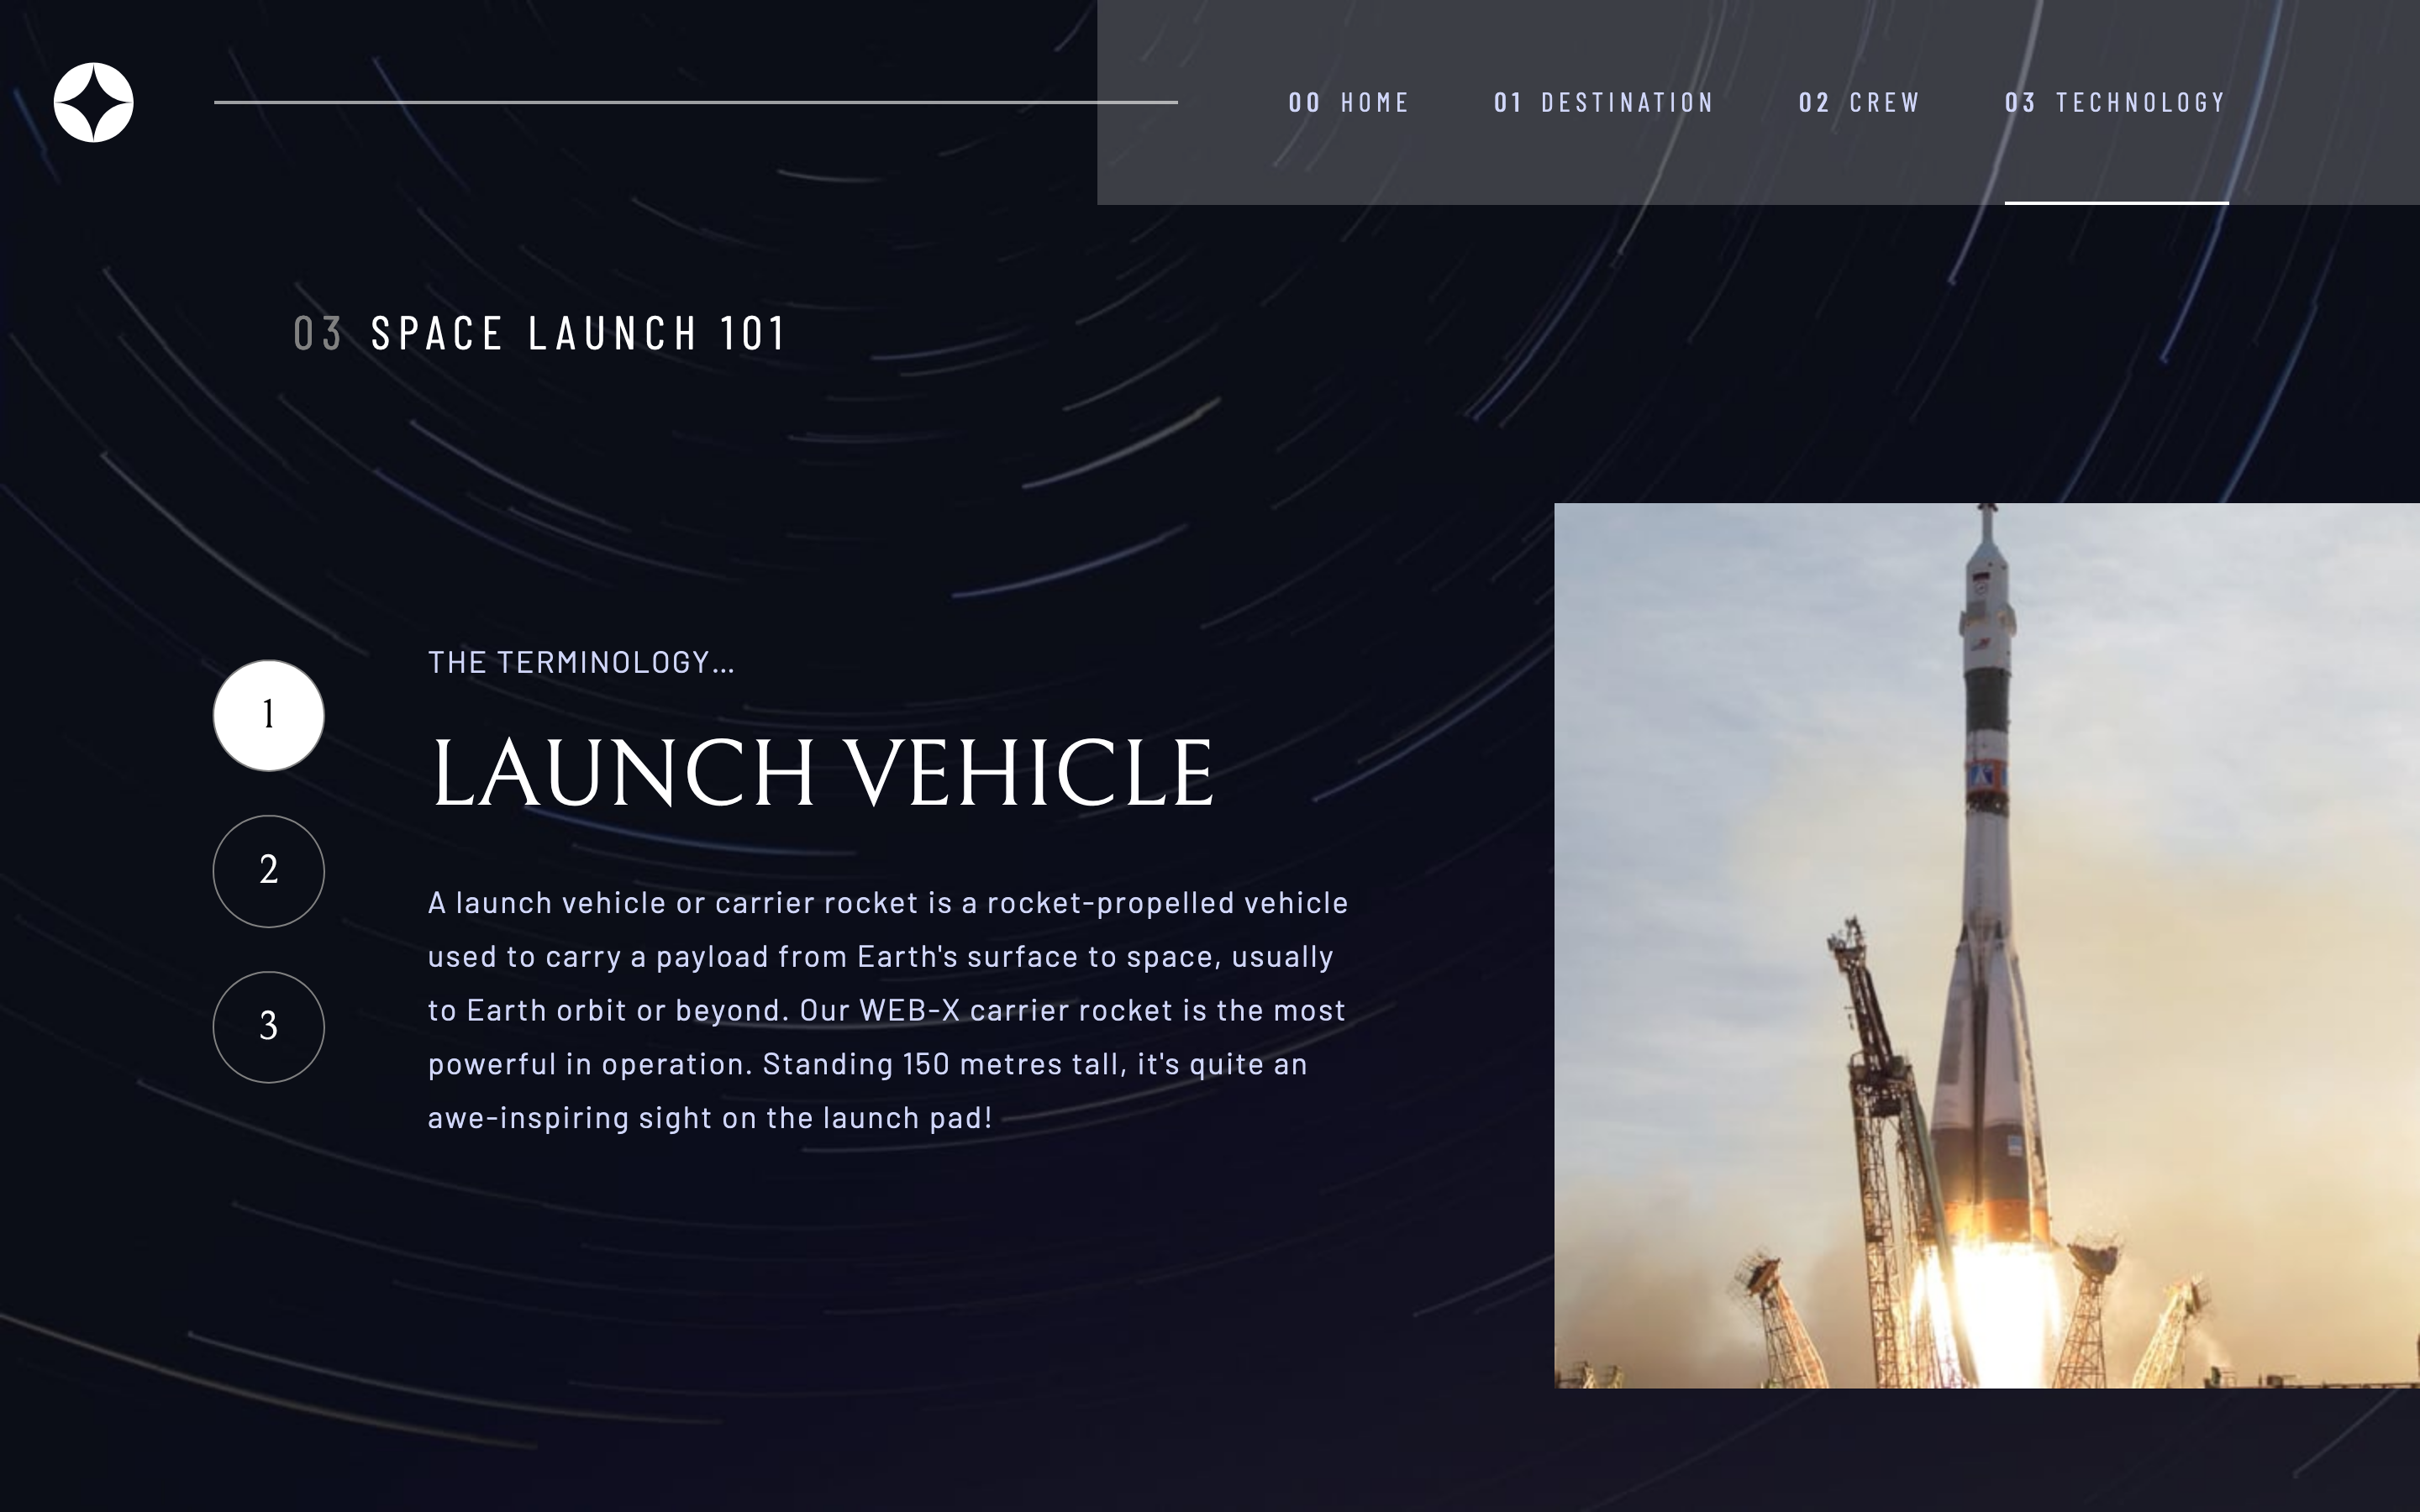 00 HOME 01 DESTINATION 02 CREW 03 TECHNOLOGY
03 SPACE LAUNCH 101
THE TERMINOLOGY...
1
LAUNCH VEHICLE
2
A launch vehicle or carrier rocket is a rocket-propelled vehicle
used to carry a payload from Earth's surface to space, usually
to Earth orbit or beyond. Our WEB-X carrier rocket is the most
3
powerful in operation. Standing 150 metres tall, it's quite an
awe-inspiring sight on the launch pad!